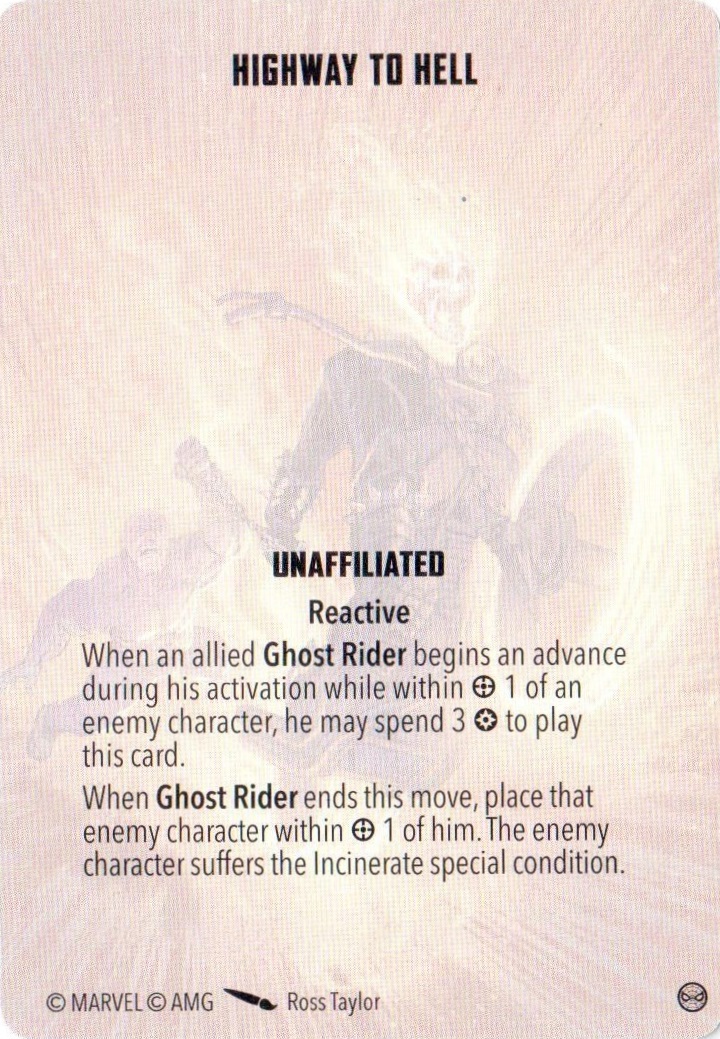 HIGHWAY TO HELL
UNAFFILIATED
Reactive
When an allied Ghost Rider begins an advance
during his activation while within ⌖ 1 of an
enemy character, he may spend 3 ✪ to play
this card.
When Ghost Rider ends this move, place that
enemy character within ⌖ 1 of him. The enemy
character suffers the Incinerate special condition.
© MARVEL © AMG Ross Taylor